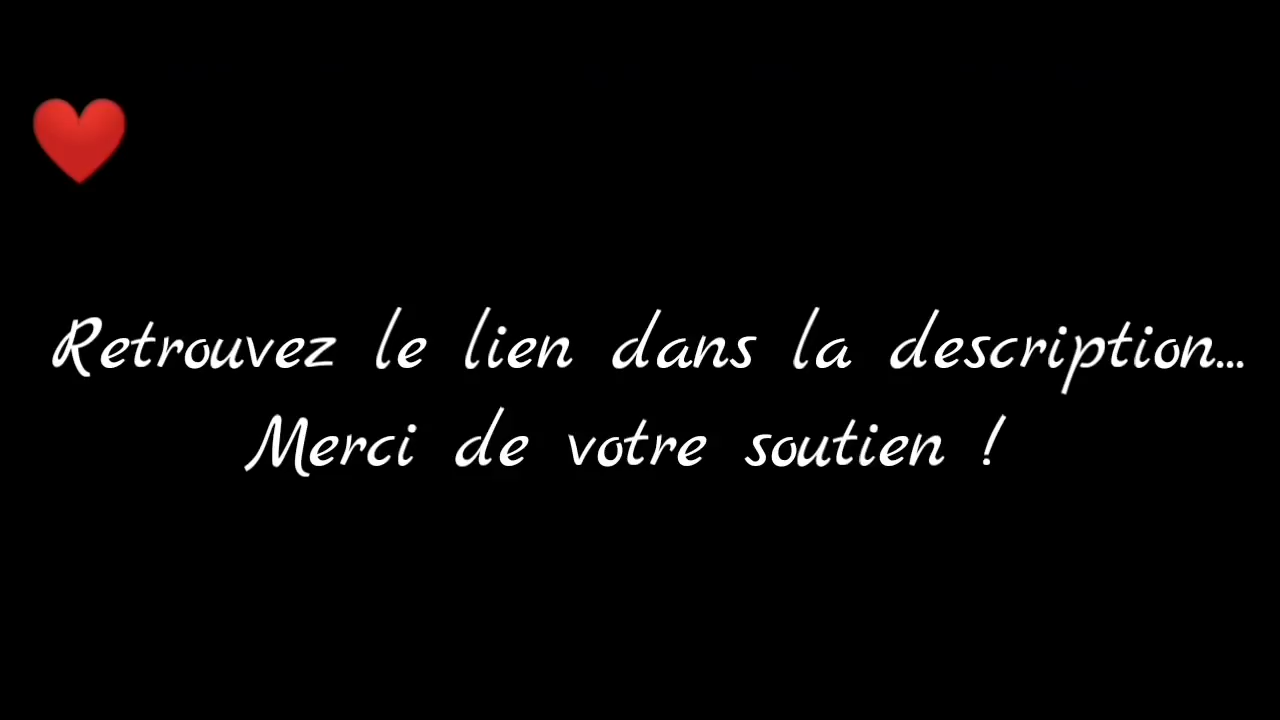 Retrouvez le lien dans la description...
Merci de votre soutien !